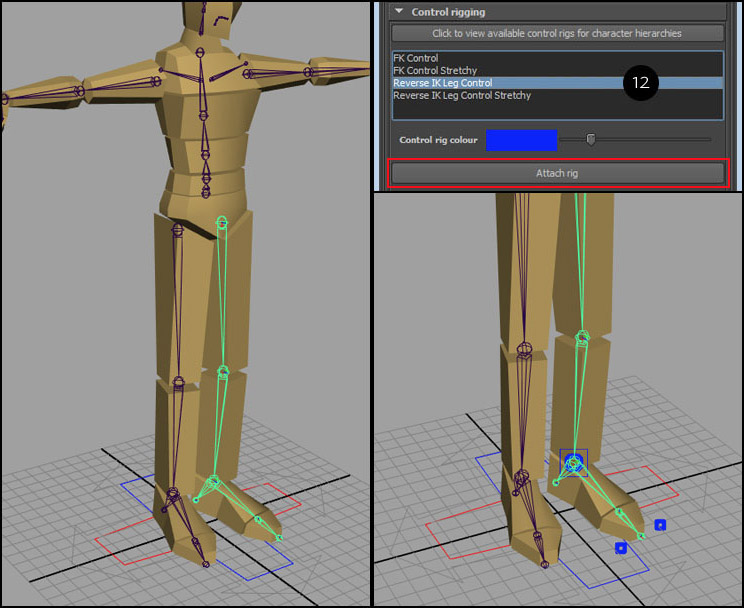 Control rigging
Click to view available control rigs for character hierarchies
FK Control
FK Control Stretchy
Reverse IK Leg Control
12
Reverse IK Leg Control Stretchy
Control rig colour
Attach rig